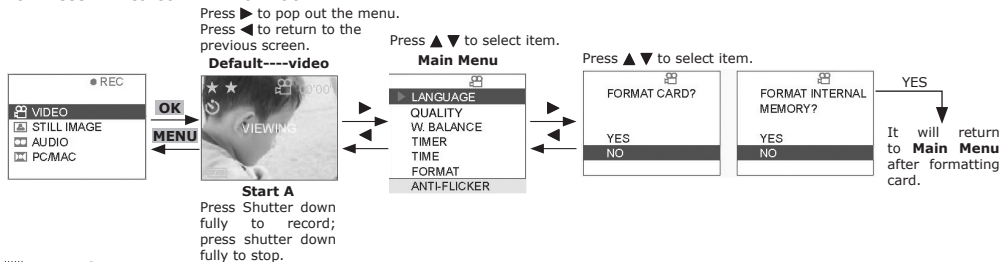 Press ▶ to pop out the menu.
Press ◀ to return to the
previous screen.
Default----video
● REC
VIDEO
STILL IMAGE
AUDIO
PC/MAC
OK
MENU
★ ★ 00'00"
VIEWING
Start A
Press Shutter down
fully to record;
press shutter down
fully to stop.
Press ▲ ▼ to select item.
Main Menu
▶ LANGUAGE
QUALITY
W. BALANCE
TIMER
TIME
FORMAT
ANTI-FLICKER
Press ▲ ▼ to select item.
FORMAT CARD?
YES
NO
FORMAT INTERNAL
MEMORY?
YES
NO
YES
It will return
to Main Menu
after formatting
card.